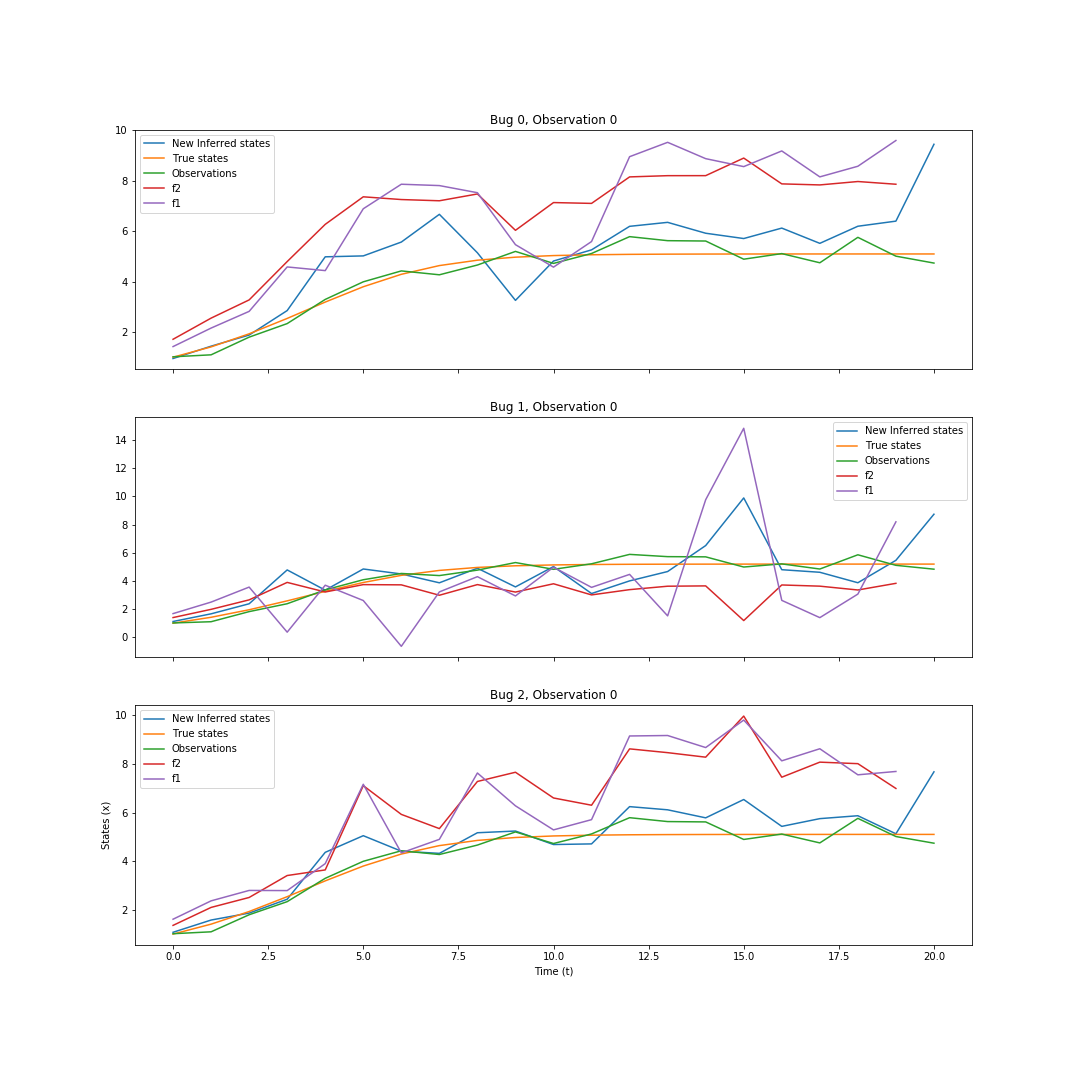 Bug 0, Observation 0
10
8
6
4
2
New Inferred states
True states
Observations
f2
f1
Bug 1, Observation 0
14
12
10
8
6
4
2
0
New Inferred states
True states
Observations
f2
f1
Bug 2, Observation 0
10
8
6
4
2
States (x)
New Inferred states
True states
Observations
f2
f1
0.0 2.5 5.0 7.5 10.0 12.5 15.0 17.5 20.0
Time (t)